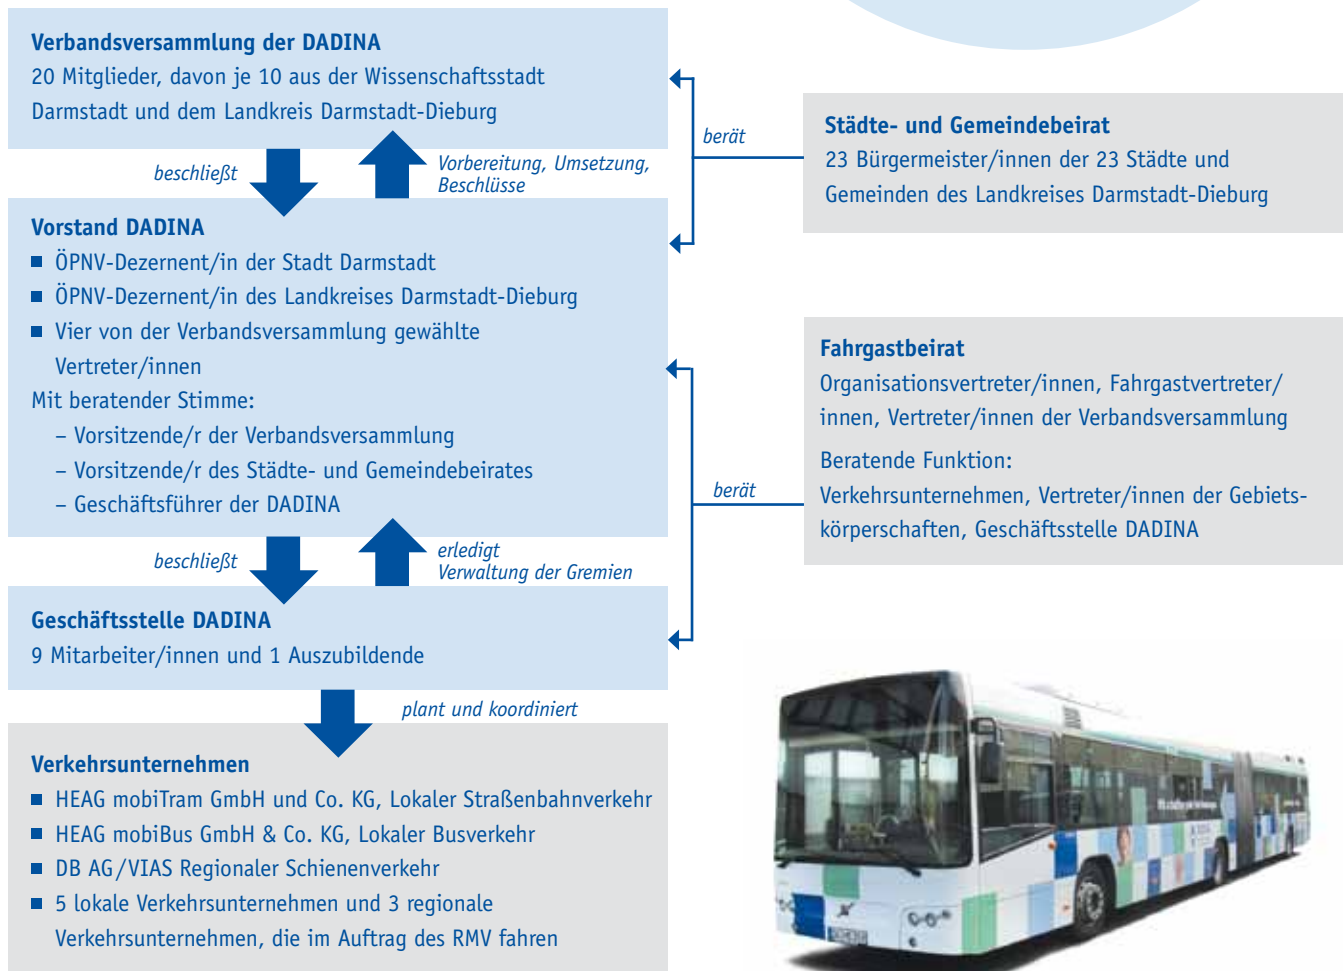 Verbandsversammlung der DADINA
20 Mitglieder, davon je 10 aus der Wissenschaftsstadt
Darmstadt und dem Landkreis Darmstadt-Dieburg
beschließt
Vorbereitung, Umsetzung,
Beschlüsse
Vorstand DADINA
■ ÖPNV-Dezernent/in der Stadt Darmstadt
■ ÖPNV-Dezernent/in des Landkreises Darmstadt-Dieburg
■ Vier von der Verbandsversammlung gewählte
Vertreter/innen
Mit beratender Stimme:
– Vorsitzende/r der Verbandsversammlung
– Vorsitzende/r des Städte- und Gemeindebeirates
– Geschäftsführer der DADINA
beschließt
erledigt
Verwaltung der Gremien
Geschäftsstelle DADINA
9 Mitarbeiter/innen und 1 Auszubildende
plant und koordiniert
Verkehrsunternehmen
■ HEAG mobiTram GmbH und Co. KG, Lokaler Straßenbahnverkehr
■ HEAG mobiBus GmbH & Co. KG, Lokaler Busverkehr
■ DB AG/VIAS Regionaler Schienenverkehr
■ 5 lokale Verkehrsunternehmen und 3 regionale
Verkehrsunternehmen, die im Auftrag des RMV fahren
berät
Städte- und Gemeindebeirat
23 Bürgermeister/innen der 23 Städte und
Gemeinden des Landkreises Darmstadt-Dieburg
berät
Fahrgastbeirat
Organisationsvertreter/innen, Fahrgastvertreter/
innen, Vertreter/innen der Verbandsversammlung
Beratende Funktion:
Verkehrsunternehmen, Vertreter/innen der Gebiets-
körperschaften, Geschäftsstelle DADINA